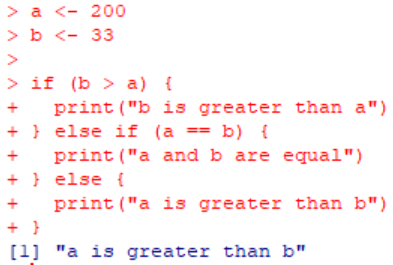 > a <- 200
> b <- 33
>
> if (b > a) {
+   print("b is greater than a")
+ } else if (a == b) {
+   print("a and b are equal")
+ } else {
+   print("a is greater than b")
+ }
[1] "a is greater than b"